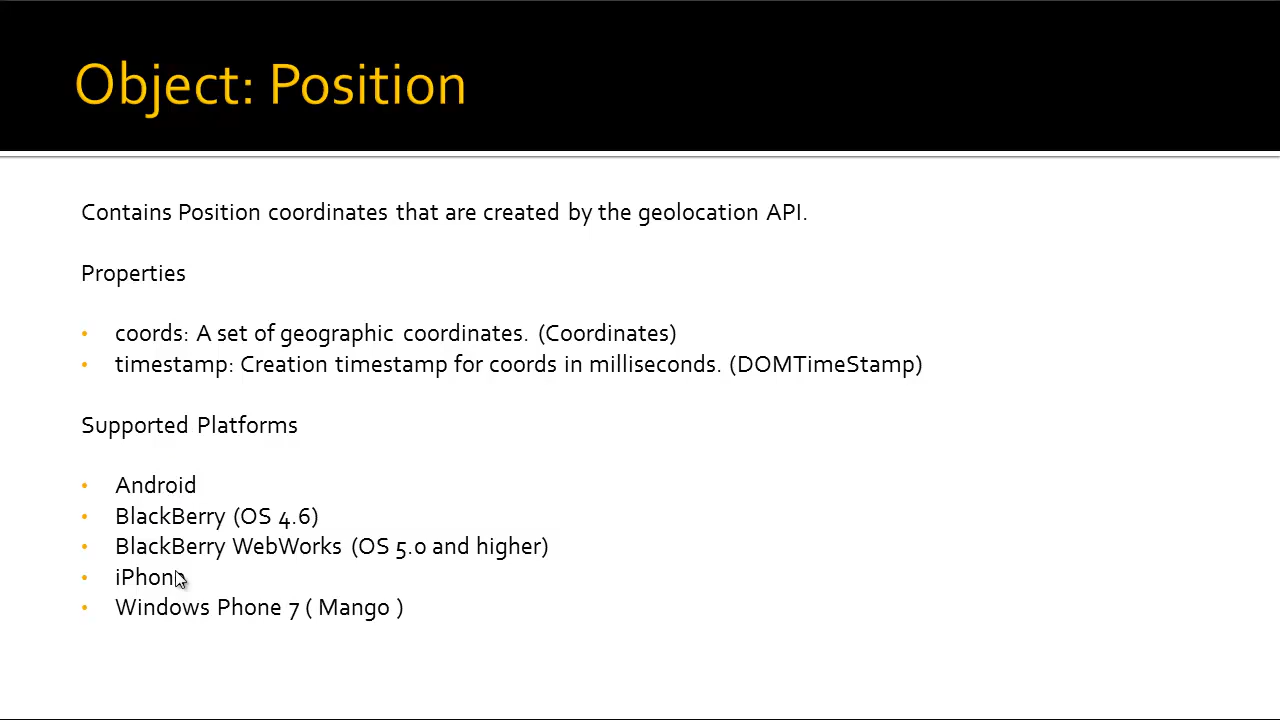 Object: Position
Contains Position coordinates that are created by the geolocation API.
Properties
• coords: A set of geographic coordinates. (Coordinates)
• timestamp: Creation timestamp for coords in milliseconds. (DOMTimeStamp)
Supported Platforms
• Android
• BlackBerry (OS 4.6)
• BlackBerry WebWorks (OS 5.0 and higher)
• iPhone
• Windows Phone 7 ( Mango )